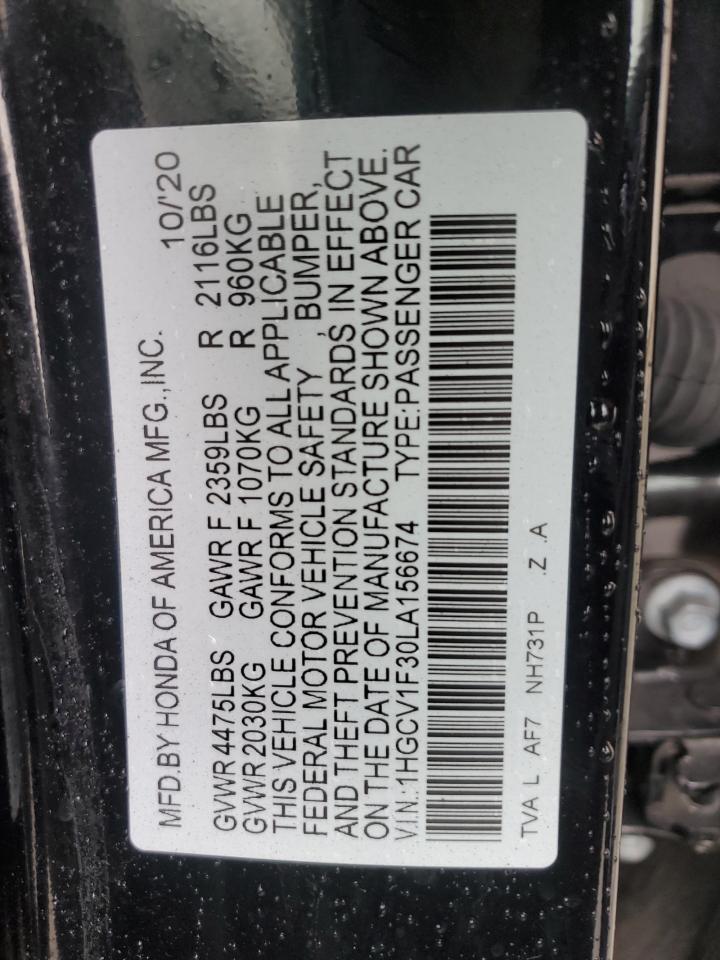 MFD.BY HONDA OF AMERICA MFG.,INC. 10/'20
GVWR 4475LBS GAWR F 2359LBS R 2116LBS
GVWR 2030KG GAWR F 1070KG R 960KG
THIS VEHICLE CONFORMS TO ALL APPLICABLE
FEDERAL MOTOR VEHICLE SAFETY , BUMPER,
AND THEFT PREVENTION STANDARDS IN EFFECT
ON THE DATE OF MANUFACTURE SHOWN ABOVE.
V.I.N.:1HGCV1F30LA156674 TYPE:PASSENGER CAR
TVA L AF7 NH731P .Z .A